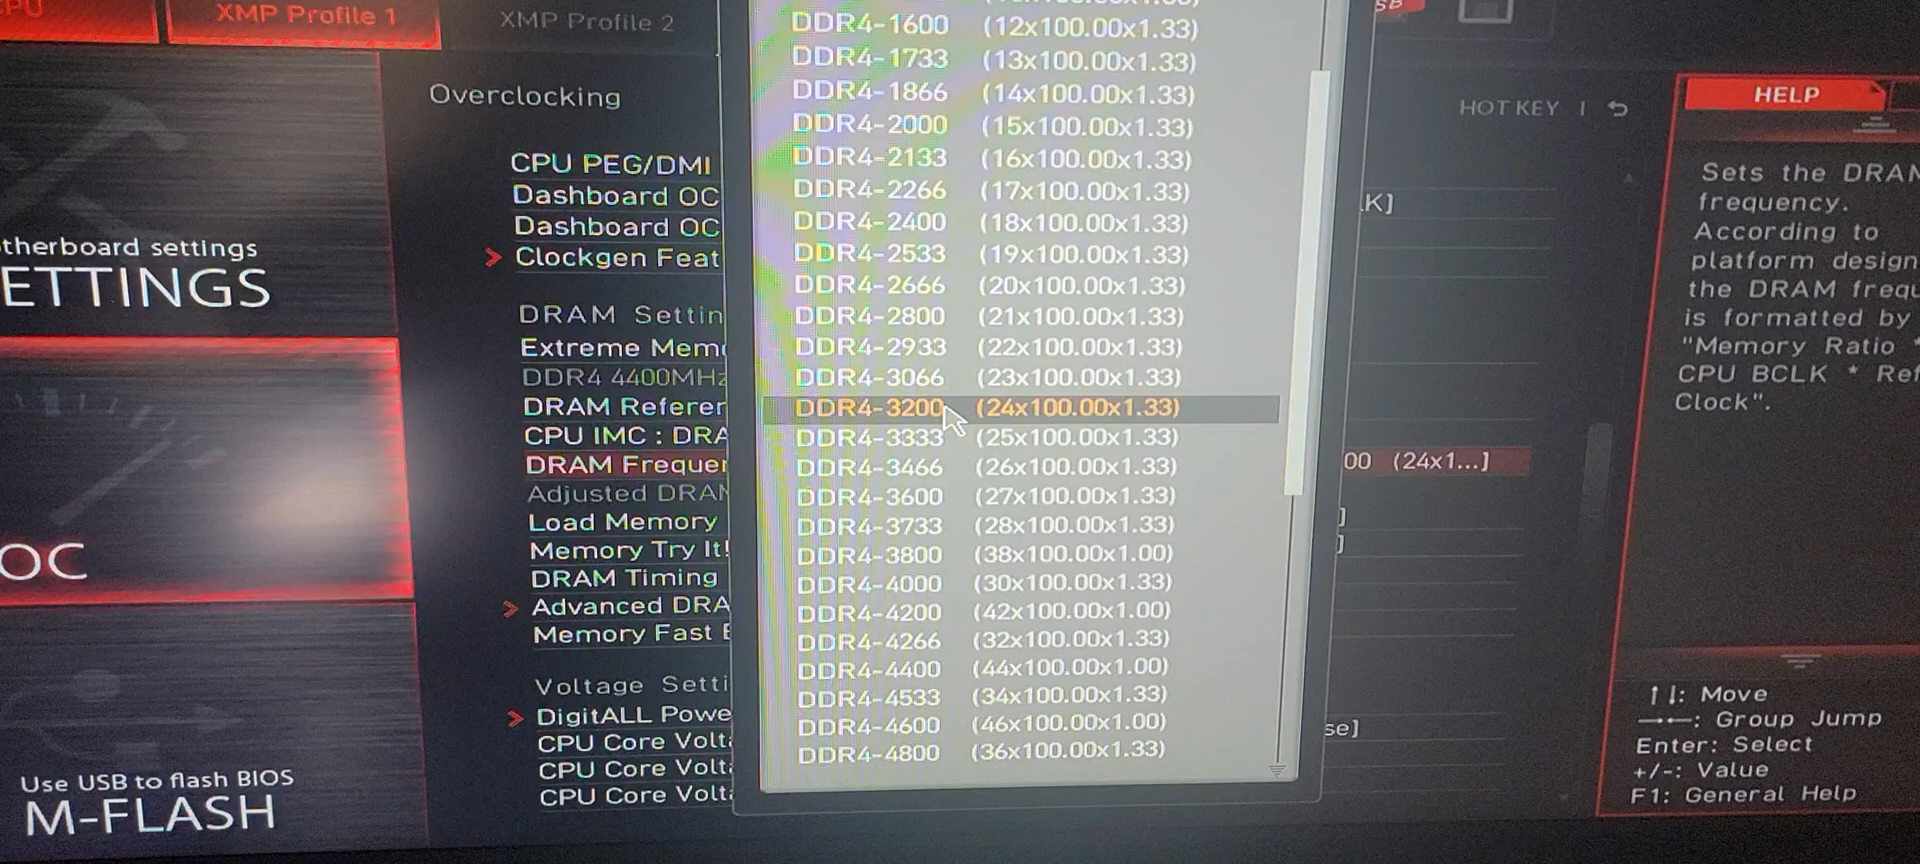 XMP Profile 1
XMP Profile 2
HOT KEY |
HELP
Overclocking
CPU PEG/DMI
Dashboard OC
Dashboard OC
Clockgen Feat
DRAM Settin
Extreme Mem
DDR4 4400MHz
DRAM Referen
CPU IMC : DRA
DRAM Frequen
Adjusted DRAM
Load Memory
Memory Try It!
DRAM Timing
Advanced DRA
Memory Fast B
Voltage Setti
DigitALL Powe
CPU Core Volt
CPU Core Volt
CPU Core Volt
therboard settings
ETTINGS
OC
Use USB to flash BIOS
M-FLASH
DDR4-1600 (12x100.00x1.33)
DDR4-1733 (13x100.00x1.33)
DDR4-1866 (14x100.00x1.33)
DDR4-2000 (15x100.00x1.33)
DDR4-2133 (16x100.00x1.33)
DDR4-2266 (17x100.00x1.33)
DDR4-2400 (18x100.00x1.33)
DDR4-2533 (19x100.00x1.33)
DDR4-2666 (20x100.00x1.33)
DDR4-2800 (21x100.00x1.33)
DDR4-2933 (22x100.00x1.33)
DDR4-3066 (23x100.00x1.33)
DDR4-3200 (24x100.00x1.33)
DDR4-3333 (25x100.00x1.33)
DDR4-3466 (26x100.00x1.33)
DDR4-3600 (27x100.00x1.33)
DDR4-3733 (28x100.00x1.33)
DDR4-3800 (38x100.00x1.00)
DDR4-4000 (30x100.00x1.33)
DDR4-4200 (42x100.00x1.00)
DDR4-4266 (32x100.00x1.33)
DDR4-4400 (44x100.00x1.00)
DDR4-4533 (34x100.00x1.33)
DDR4-4600 (46x100.00x1.00)
DDR4-4800 (36x100.00x1.33)
K]
00 (24x1...]
]
]
se]
Sets the DRAM
frequency.
According to
platform design
the DRAM frequ
is formatted by
"Memory Ratio *
CPU BCLK * Ref
Clock".
↑↓: Move
→←: Group Jump
Enter: Select
+/-: Value
F1: General Help